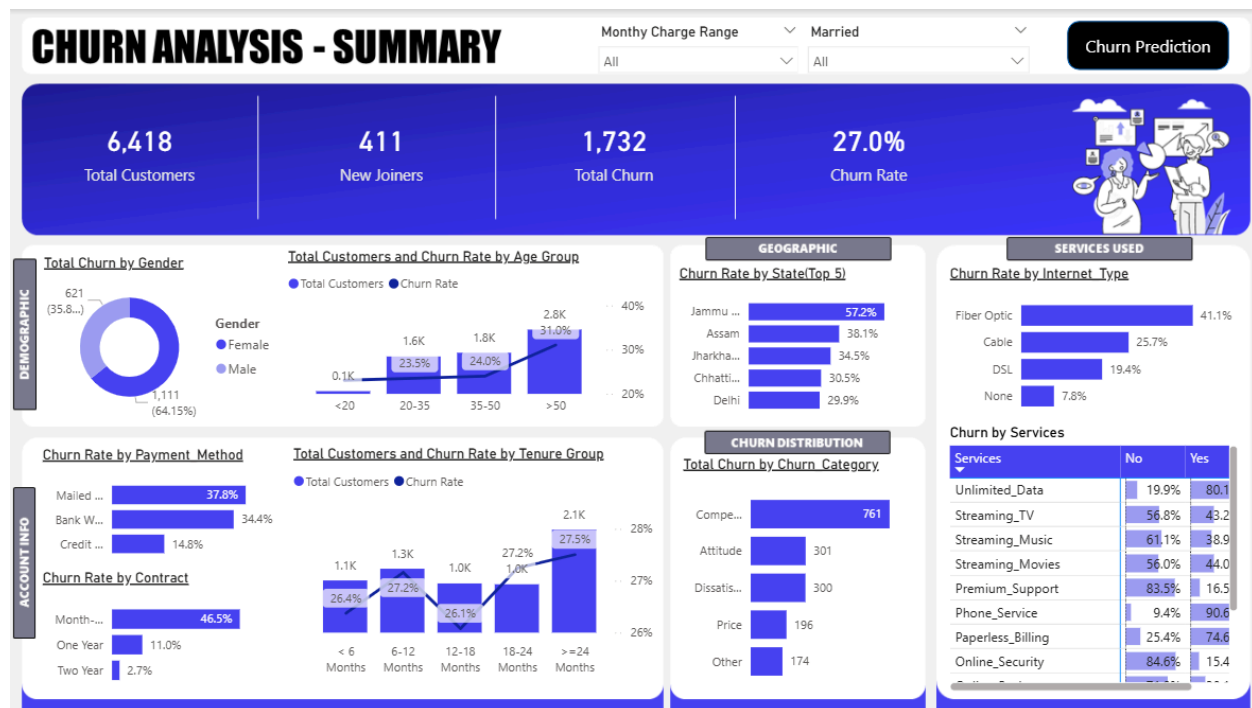 CHURN ANALYSIS - SUMMARY
Monthy Charge Range
All
Married
All
Churn Prediction
6,418
Total Customers
411
New Joiners
1,732
Total Churn
27.0%
Churn Rate
DEMOGRAPHIC
Total Churn by Gender
621
(35.8...)
1,111
(64.15%)
Gender
Female
Male
Total Customers and Churn Rate by Age Group
Total Customers Churn Rate
0.1K
1.6K
23.5%
1.8K
24.0%
2.8K
31.0%
40%
30%
20%
<20 20-35 35-50 >50
GEOGRAPHIC
Churn Rate by State(Top 5)
Jammu ... 57.2%
Assam 38.1%
Jharkha... 34.5%
Chhatti... 30.5%
Delhi 29.9%
SERVICES USED
Churn Rate by Internet_Type
Fiber Optic 41.1%
Cable 25.7%
DSL 19.4%
None 7.8%
ACCOUNT INFO
Churn Rate by Payment_Method
Mailed ... 37.8%
Bank W... 34.4%
Credit ... 14.8%
Churn Rate by Contract
Month-... 46.5%
One Year 11.0%
Two Year 2.7%
Total Customers and Churn Rate by Tenure Group
Total Customers Churn Rate
1.1K
26.4%
1.3K
27.2%
1.0K
26.1%
27.2%
1.0K
2.1K
27.5%
28%
27%
26%
< 6 6-12 12-18 18-24 >=24
Months Months Months Months Months
CHURN DISTRIBUTION
Total Churn by Churn_Category
Compe... 761
Attitude 301
Dissatis... 300
Price 196
Other 174
Churn by Services
Services No Yes
Unlimited_Data 19.9% 80.1
Streaming_TV 56.8% 43.2
Streaming_Music 61.1% 38.9
Streaming_Movies 56.0% 44.0
Premium_Support 83.5% 16.5
Phone_Service 9.4% 90.6
Paperless_Billing 25.4% 74.6
Online_Security 84.6% 15.4